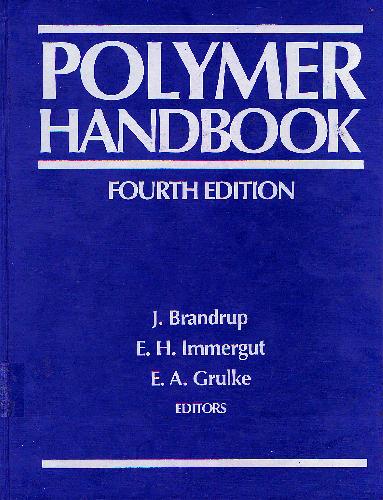 POLYMER
HANDBOOK
FOURTH EDITION
J. Brandrup
E. H. Immergut
E. A. Grulke
EDITORS